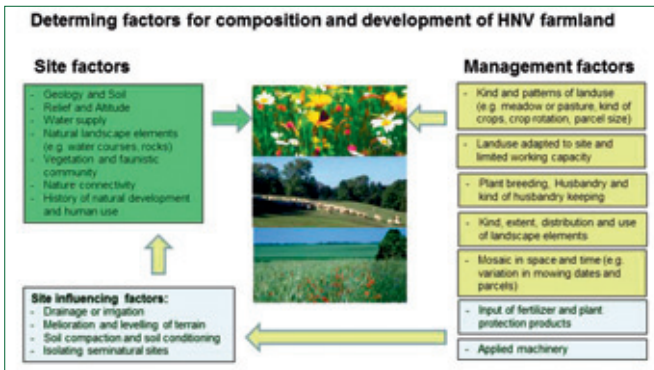 Determing factors for composition and development of HNV farmland
Site factors
- Geology and Soil
- Relief and Altitude
- Water supply
- Natural landscape elements
(e.g. water courses, rocks)
- Vegetation and faunistic
community
- Nature connectivity
- History of natural development
and human use
Site influencing factors:
- Drainage or irrigation
- Melioration and levelling of terrain
- Soil compaction and soil conditioning
- Isolating seminatural sites
Management factors
- Kind and patterns of landuse
(e.g. meadow or pasture, kind of
crops, crop rotation, parcel size)
- Landuse adapted to site and
limited working capacity
- Plant breeding, Husbandry and
kind of husbandry keeping
- Kind, extent, distribution and use
of landscape elements
- Mosaic in space and time (e.g.
variation in mowing dates and
parcels)
- Input of fertilizer and plant
protection products
- Applied machinery